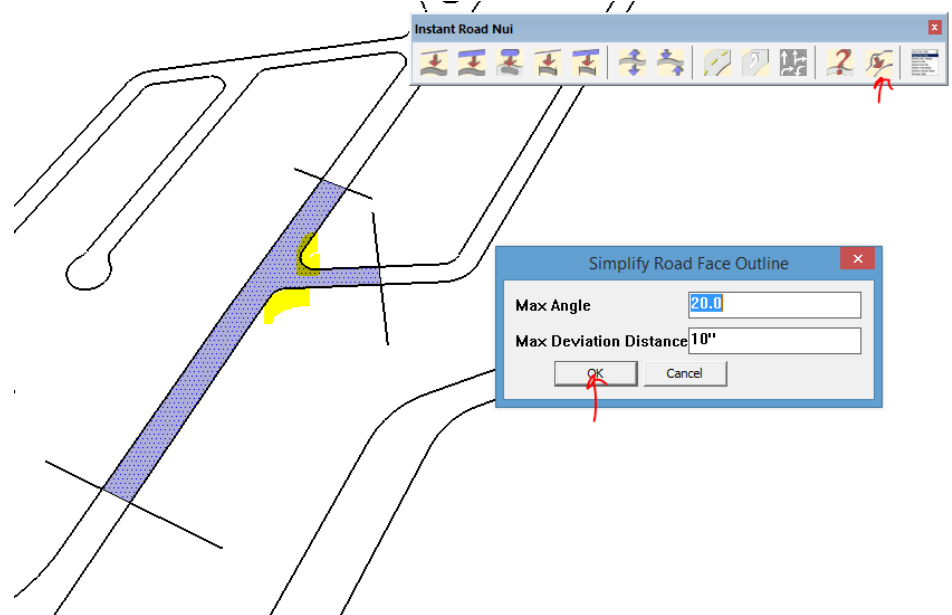 Instant Road Nui
Simplify Road Face Outline
Max Angle
20.0
Max Deviation Distance
10"
OK
Cancel